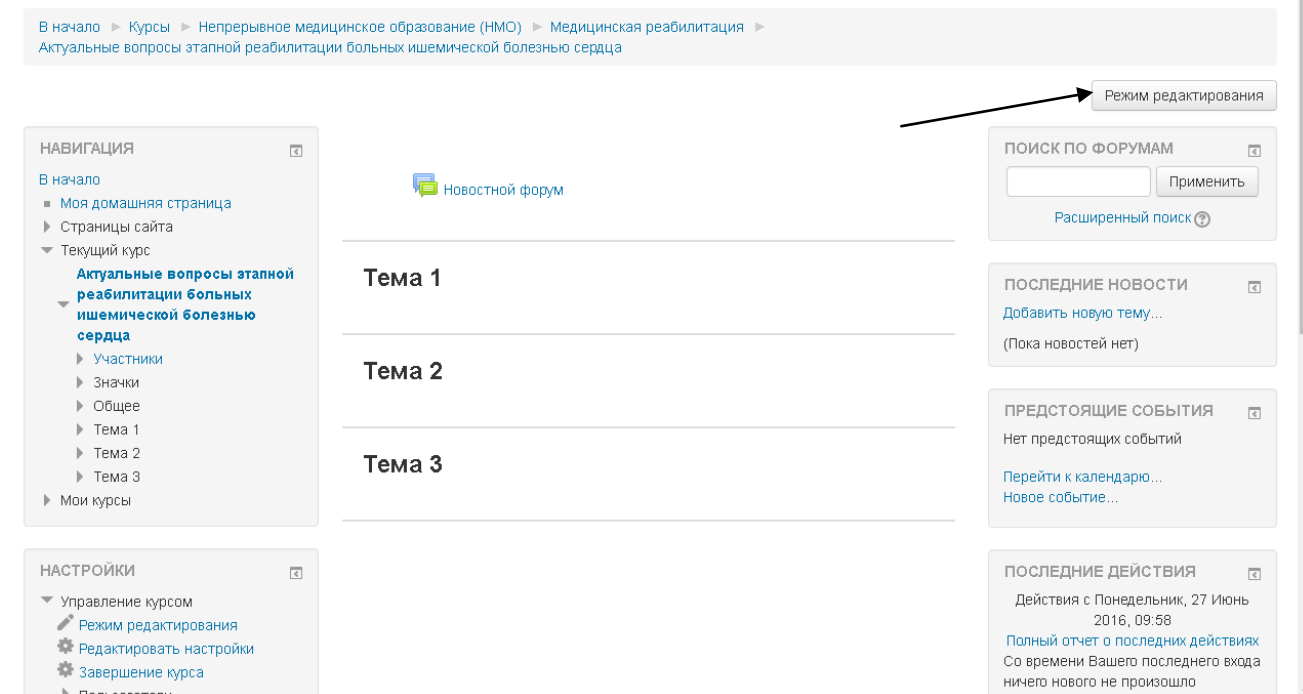 В начало ► Курсы ► Непрерывное медицинское образование (НМО) ► Медицинская реабилитация ►
Актуальные вопросы этапной реабилитации больных ишемической болезнью сердца
Режим редактирования
НАВИГАЦИЯ
В начало
Моя домашняя страница
Страницы сайта
Текущий курс
Актуальные вопросы этапной
реабилитации больных
ишемической болезнью
сердца
Участники
Значки
Общее
Тема 1
Тема 2
Тема 3
Мои курсы
НАСТРОЙКИ
Управление курсом
Режим редактирования
Редактировать настройки
Завершение курса
Пользователи
Новостной форум
Тема 1
Тема 2
Тема 3
ПОИСК ПО ФОРУМАМ
Применить
Расширенный поиск
ПОСЛЕДНИЕ НОВОСТИ
Добавить новую тему...
(Пока новостей нет)
ПРЕДСТОЯЩИЕ СОБЫТИЯ
Нет предстоящих событий
Перейти к календарю...
Новое событие...
ПОСЛЕДНИЕ ДЕЙСТВИЯ
Действия с Понедельник, 27 Июнь
2016, 09:58
Полный отчет о последних действиях
Со времени Вашего последнего входа
ничего нового не произошло